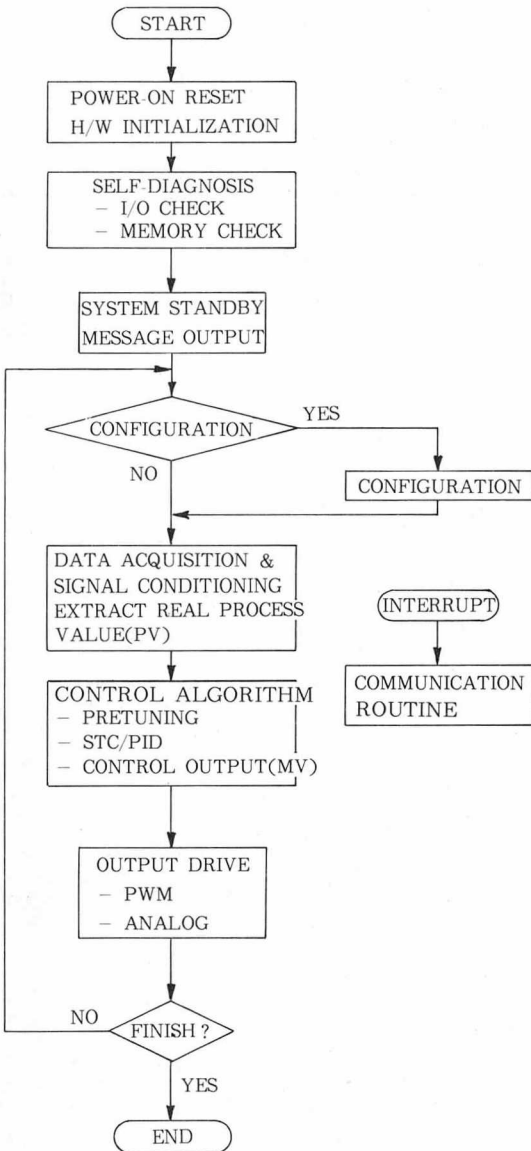 START
POWER-ON RESET
H/W INITIALIZATION
SELF-DIAGNOSIS
– I/O CHECK
– MEMORY CHECK
SYSTEM STANDBY
MESSAGE OUTPUT
CONFIGURATION
YES
NO
CONFIGURATION
DATA ACQUISITION &
SIGNAL CONDITIONING
EXTRACT REAL PROCESS
VALUE(PV)
INTERRUPT
COMMUNICATION
ROUTINE
CONTROL ALGORITHM
– PRETUNING
– STC/PID
– CONTROL OUTPUT(MV)
OUTPUT DRIVE
– PWM
– ANALOG
NO
FINISH ?
YES
END